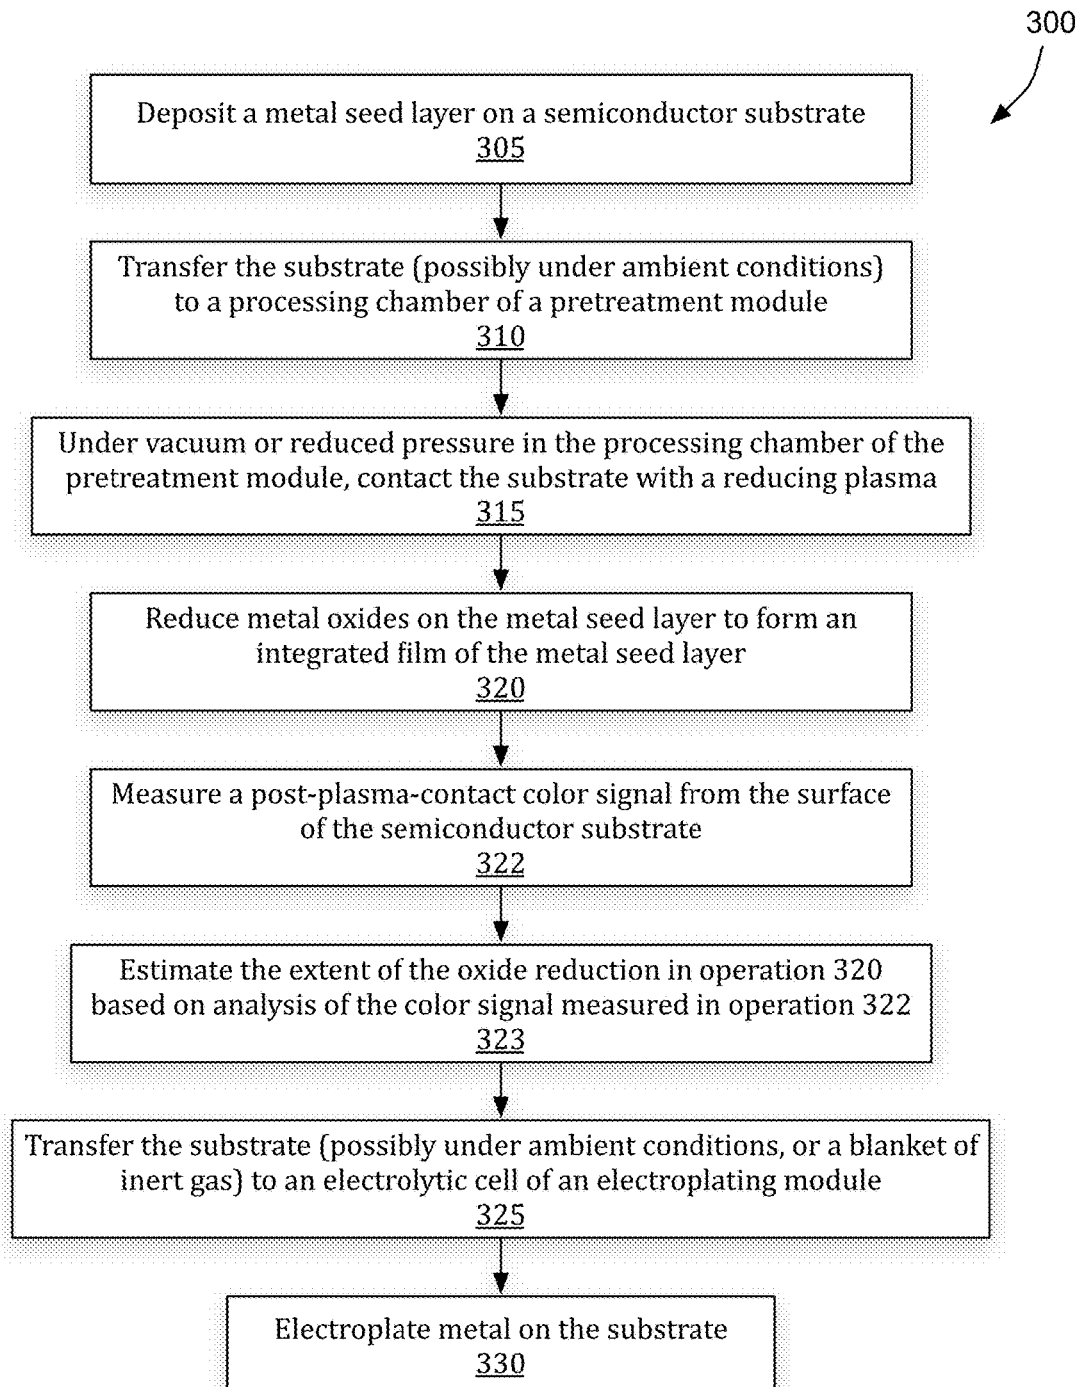 300
Deposit a metal seed layer on a semiconductor substrate
305
Transfer the substrate (possibly under ambient conditions)
to a processing chamber of a pretreatment module
310
Under vacuum or reduced pressure in the processing chamber of the
pretreatment module, contact the substrate with a reducing plasma
315
Reduce metal oxides on the metal seed layer to form an
integrated film of the metal seed layer
320
Measure a post-plasma-contact color signal from the surface
of the semiconductor substrate
322
Estimate the extent of the oxide reduction in operation 320
based on analysis of the color signal measured in operation 322
323
Transfer the substrate (possibly under ambient conditions, or a blanket of
inert gas) to an electrolytic cell of an electroplating module
325
Electroplate metal on the substrate
330